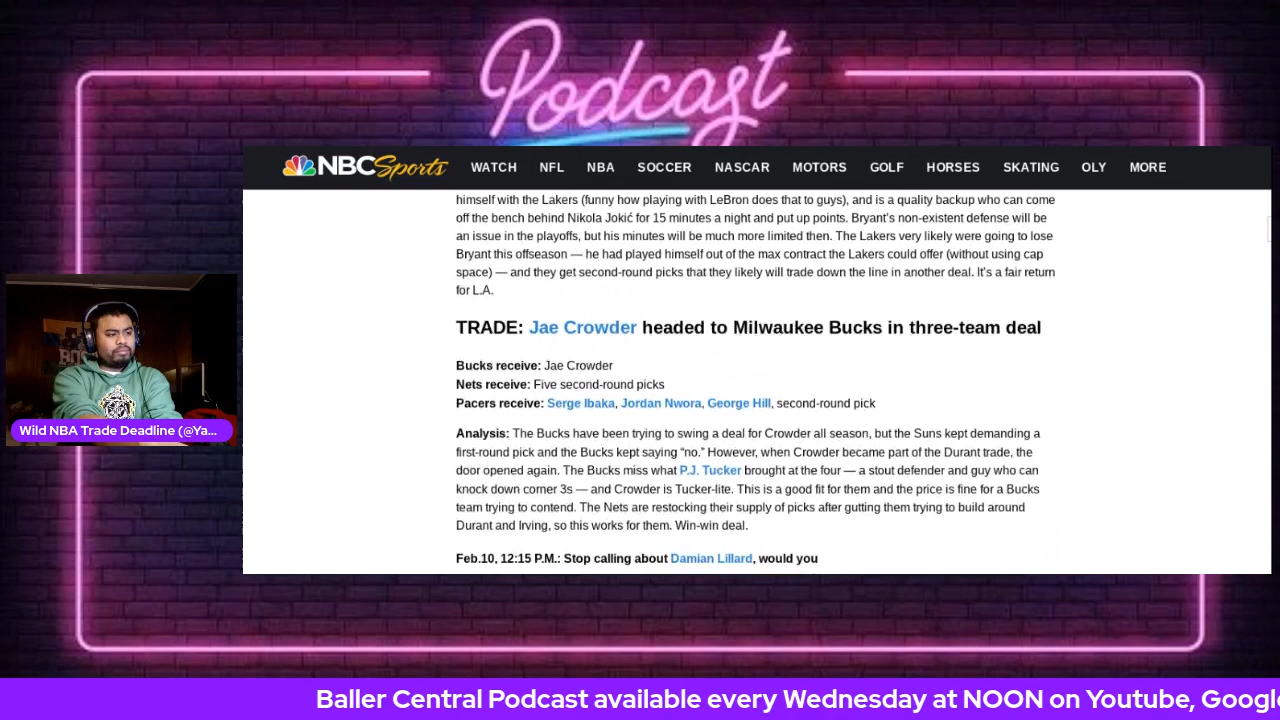 Podcast
NBC Sports WATCH NFL NBA SOCCER NASCAR MOTORS GOLF HORSES SKATING OLY MORE
himself with the Lakers (funny how playing with LeBron does that to guys), and is a quality backup who can come
off the bench behind Nikola Jokić for 15 minutes a night and put up points. Bryant’s non-existent defense will be
an issue in the playoffs, but his minutes will be much more limited then. The Lakers very likely were going to lose
Bryant this offseason — he had played himself out of the max contract the Lakers could offer (without using cap
space) — and they get second-round picks that they likely will trade down the line in another deal. It’s a fair return
for L.A.
TRADE: Jae Crowder headed to Milwaukee Bucks in three-team deal
Bucks receive: Jae Crowder
Nets receive: Five second-round picks
Pacers receive: Serge Ibaka, Jordan Nwora, George Hill, second-round pick
Analysis: The Bucks have been trying to swing a deal for Crowder all season, but the Suns kept demanding a
first-round pick and the Bucks kept saying “no.” However, when Crowder became part of the Durant trade, the
door opened again. The Bucks miss what P.J. Tucker brought at the four — a stout defender and guy who can
knock down corner 3s — and Crowder is Tucker-lite. This is a good fit for them and the price is fine for a Bucks
team trying to contend. The Nets are restocking their supply of picks after gutting them trying to build around
Durant and Irving, so this works for them. Win-win deal.
Feb.10, 12:15 P.M.: Stop calling about Damian Lillard, would you
Wild NBA Trade Deadline (@Ya...
Baller Central Podcast available every Wednesday at NOON on Youtube, Google